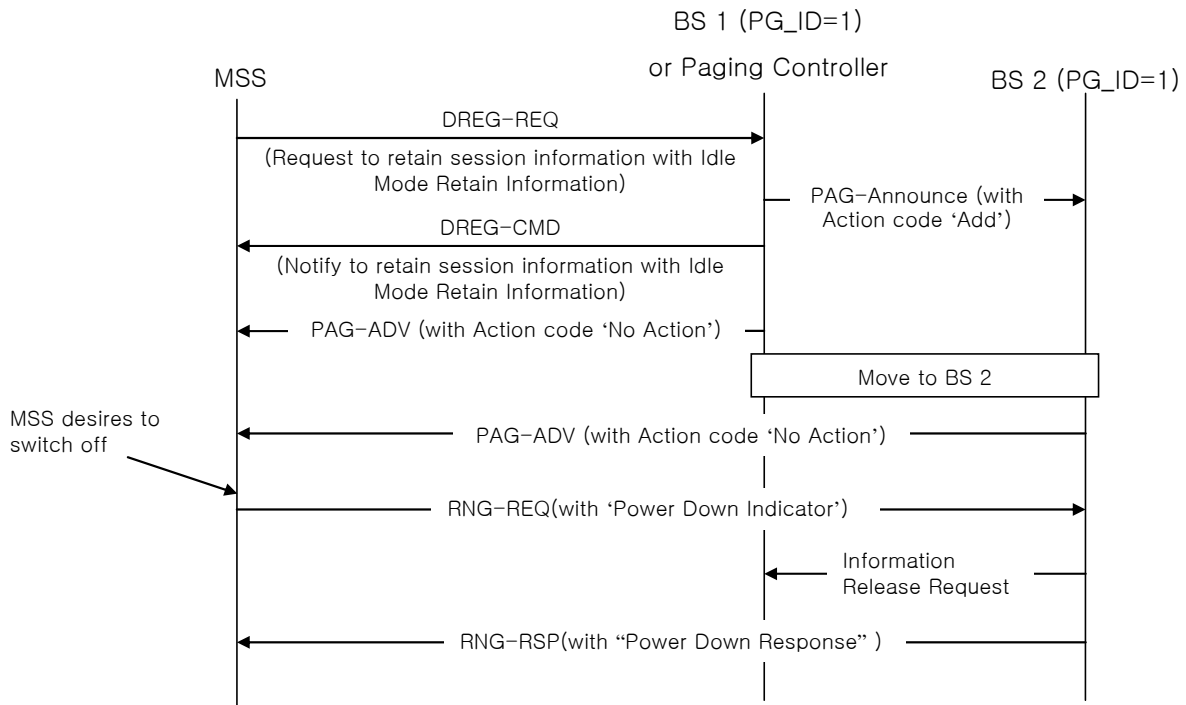 BS 1 (PG_ID=1)
or Paging Controller
MSS
BS 2 (PG_ID=1)
DREG-REQ
(Request to retain session information with Idle
Mode Retain Information)
PAG-Announce (with
Action code ‘Add’)
DREG-CMD
(Notify to retain session information with Idle
Mode Retain Information)
PAG-ADV (with Action code ‘No Action’)
Move to BS 2
MSS desires to
switch off
PAG-ADV (with Action code ‘No Action’)
RNG-REQ(with ‘Power Down Indicator’)
Information
Release Request
RNG-RSP(with “Power Down Response” )